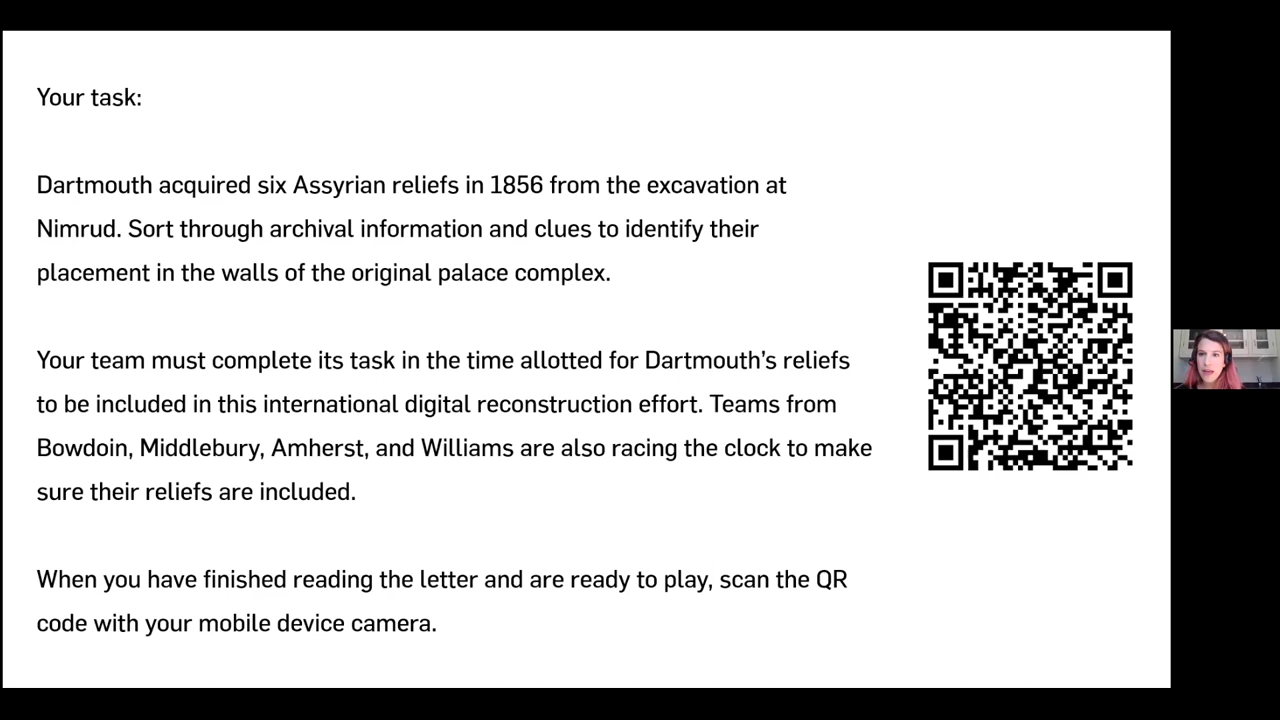 Your task:
Dartmouth acquired six Assyrian reliefs in 1856 from the excavation at
Nimrud. Sort through archival information and clues to identify their
placement in the walls of the original palace complex.
Your team must complete its task in the time allotted for Dartmouth’s reliefs
to be included in this international digital reconstruction effort. Teams from
Bowdoin, Middlebury, Amherst, and Williams are also racing the clock to make
sure their reliefs are included.
When you have finished reading the letter and are ready to play, scan the QR
code with your mobile device camera.